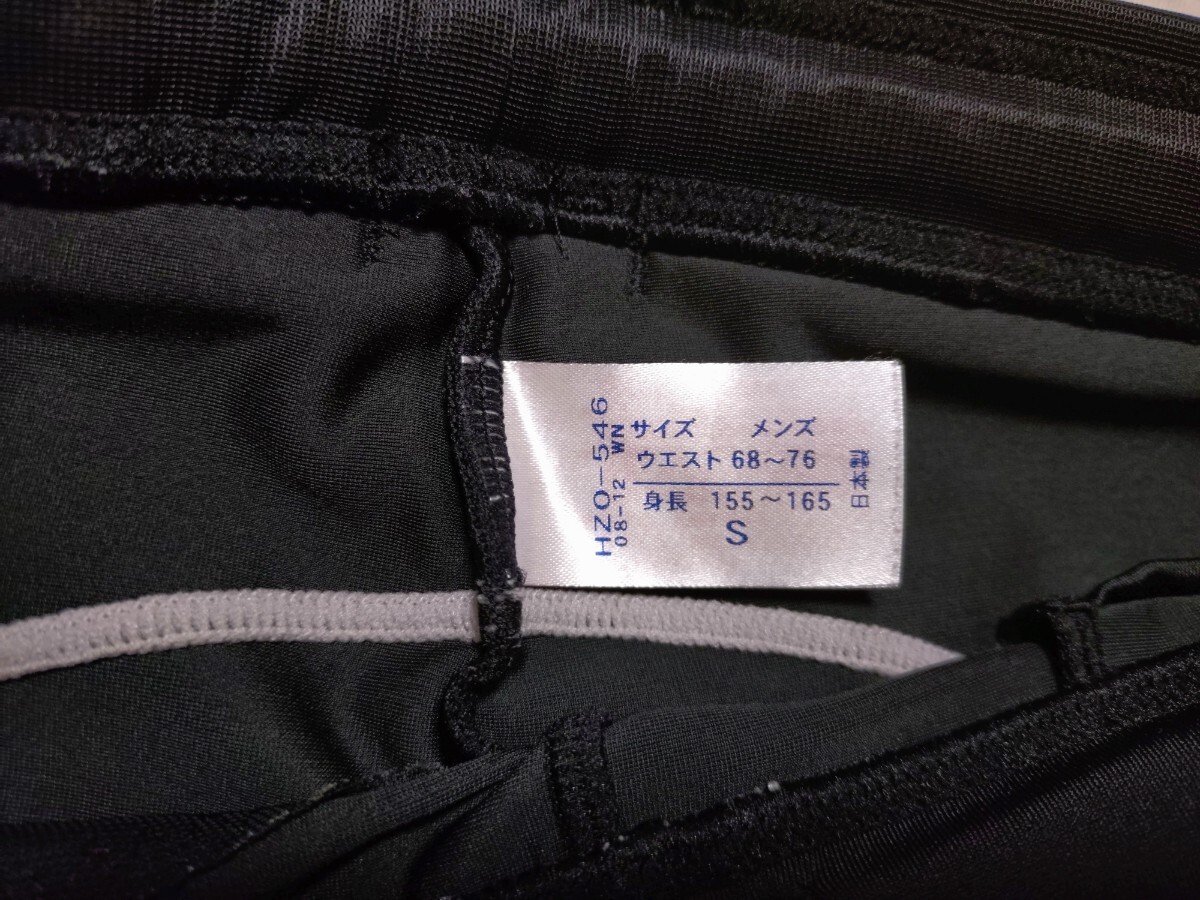 サイズ メンズ
ウエスト 68～76
身長 155～165
S
日本製
HZO-546
08-12 WN